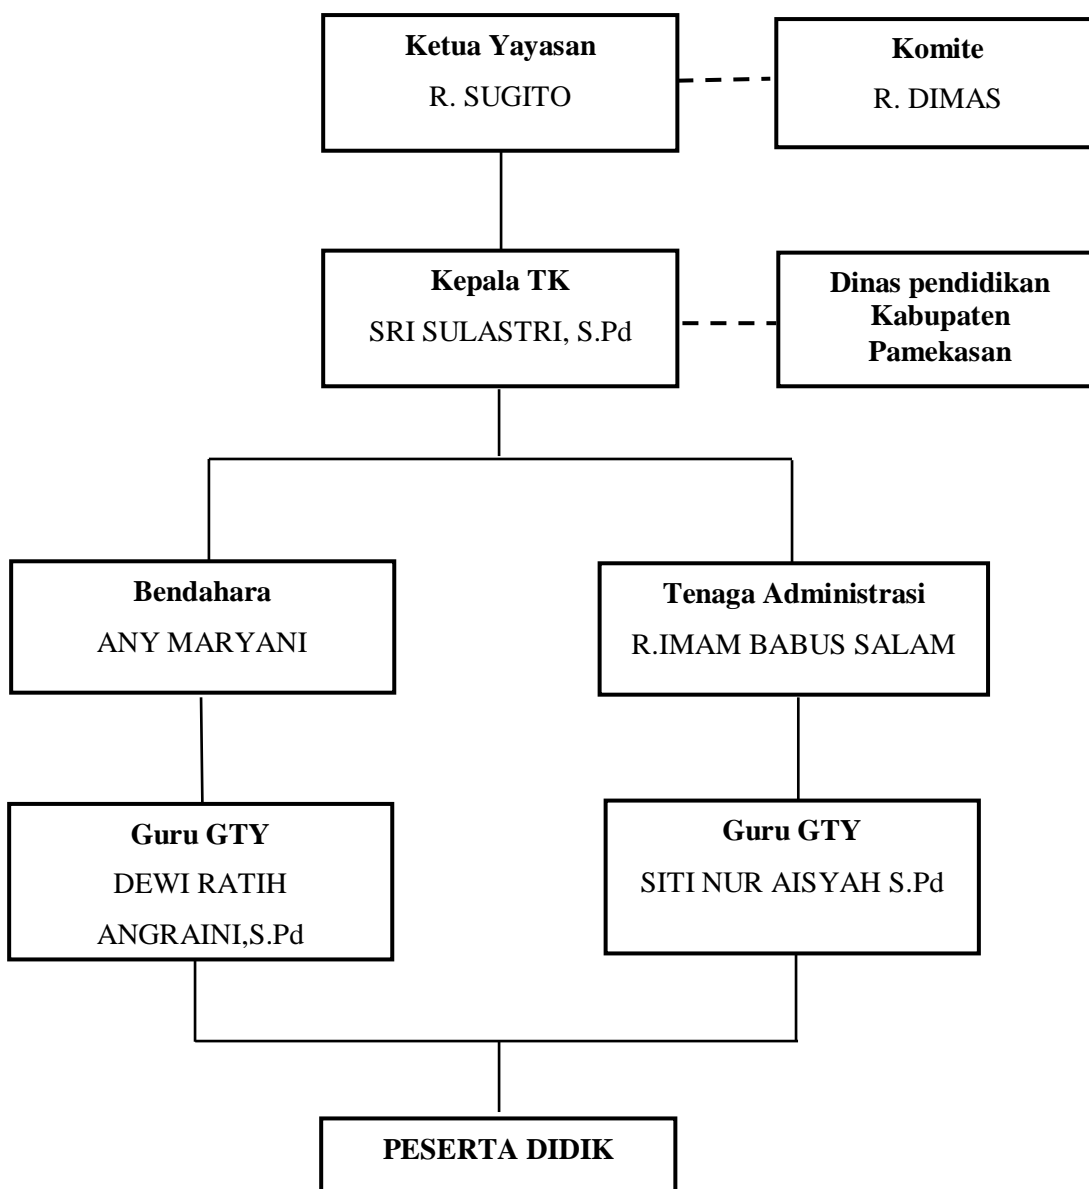 Ketua Yayasan
R. SUGITO
Komite
R. DIMAS
Kepala TK
SRI SULASTRI, S.Pd
Dinas pendidikan
Kabupaten
Pamekasan
Bendahara
ANY MARYANI
Tenaga Administrasi
R.IMAM BABUS SALAM
Guru GTY
DEWI RATIH
ANGRAINI,S.Pd
Guru GTY
SITI NUR AISYAH S.Pd
PESERTA DIDIK